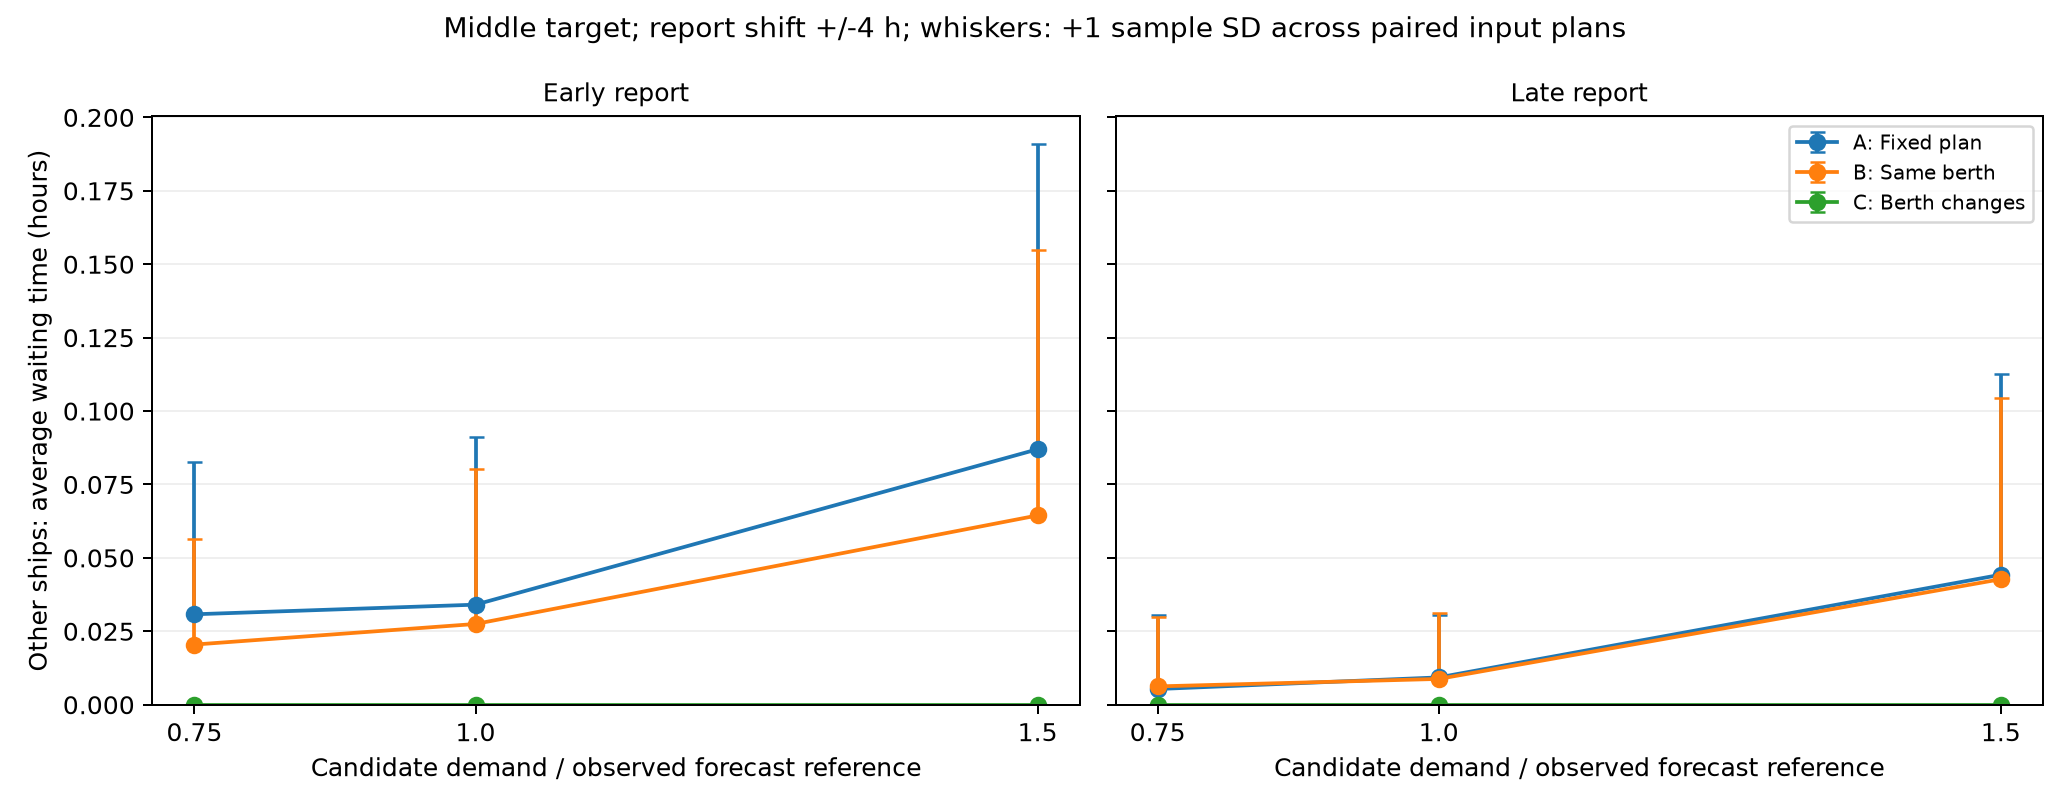 Middle target; report shift +/-4 h; whiskers: +1 sample SD across paired input plans
Early report
Other ships: average waiting time (hours)
0.200
0.175
0.150
0.125
0.100
0.075
0.050
0.025
0.000
0.75 1.0 1.5
Candidate demand / observed forecast reference
Late report
A: Fixed plan
B: Same berth
C: Berth changes
0.75 1.0 1.5
Candidate demand / observed forecast reference